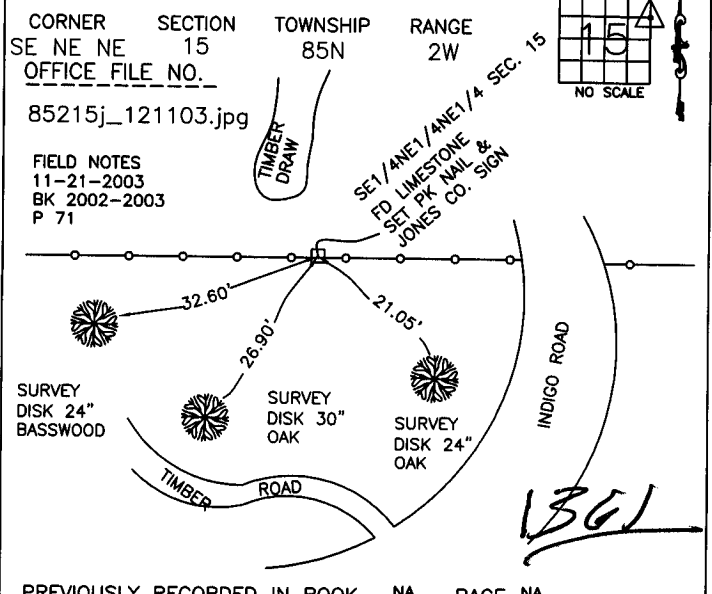 CORNER SECTION TOWNSHIP RANGE
SE NE NE 15 85N 2W
OFFICE FILE NO.
85215j_121103.jpg
15
NO SCALE
FIELD NOTES
11-21-2003
BK 2002-2003
P 71
TIMBER
DRAW
SE1/4NE1/4NE1/4 SEC. 15
FD LIMESTONE
SET PK NAIL &
JONES CO. SIGN
32.60'
26.90'
21.05'
SURVEY
DISK 24"
BASSWOOD
SURVEY
DISK 30"
OAK
SURVEY
DISK 24"
OAK
INDIGO ROAD
TIMBER ROAD
1361
PREVIOUSLY RECORDED IN BOOK NA PAGE NA